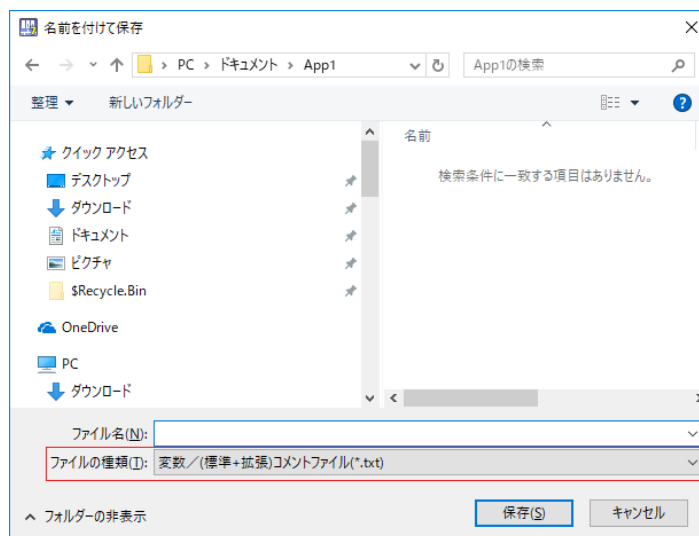 名前を付けて保存
PC › ドキュメント › App1
App1の検索
整理
新しいフォルダー
名前
検索条件に一致する項目はありません。
クイック アクセス
デスクトップ
ダウンロード
ドキュメント
ピクチャ
$Recycle.Bin
OneDrive
PC
ダウンロード
ファイル名(N):
ファイルの種類(T): 変数／(標準+拡張)コメントファイル(*.txt)
フォルダーの非表示
保存(S)
キャンセル